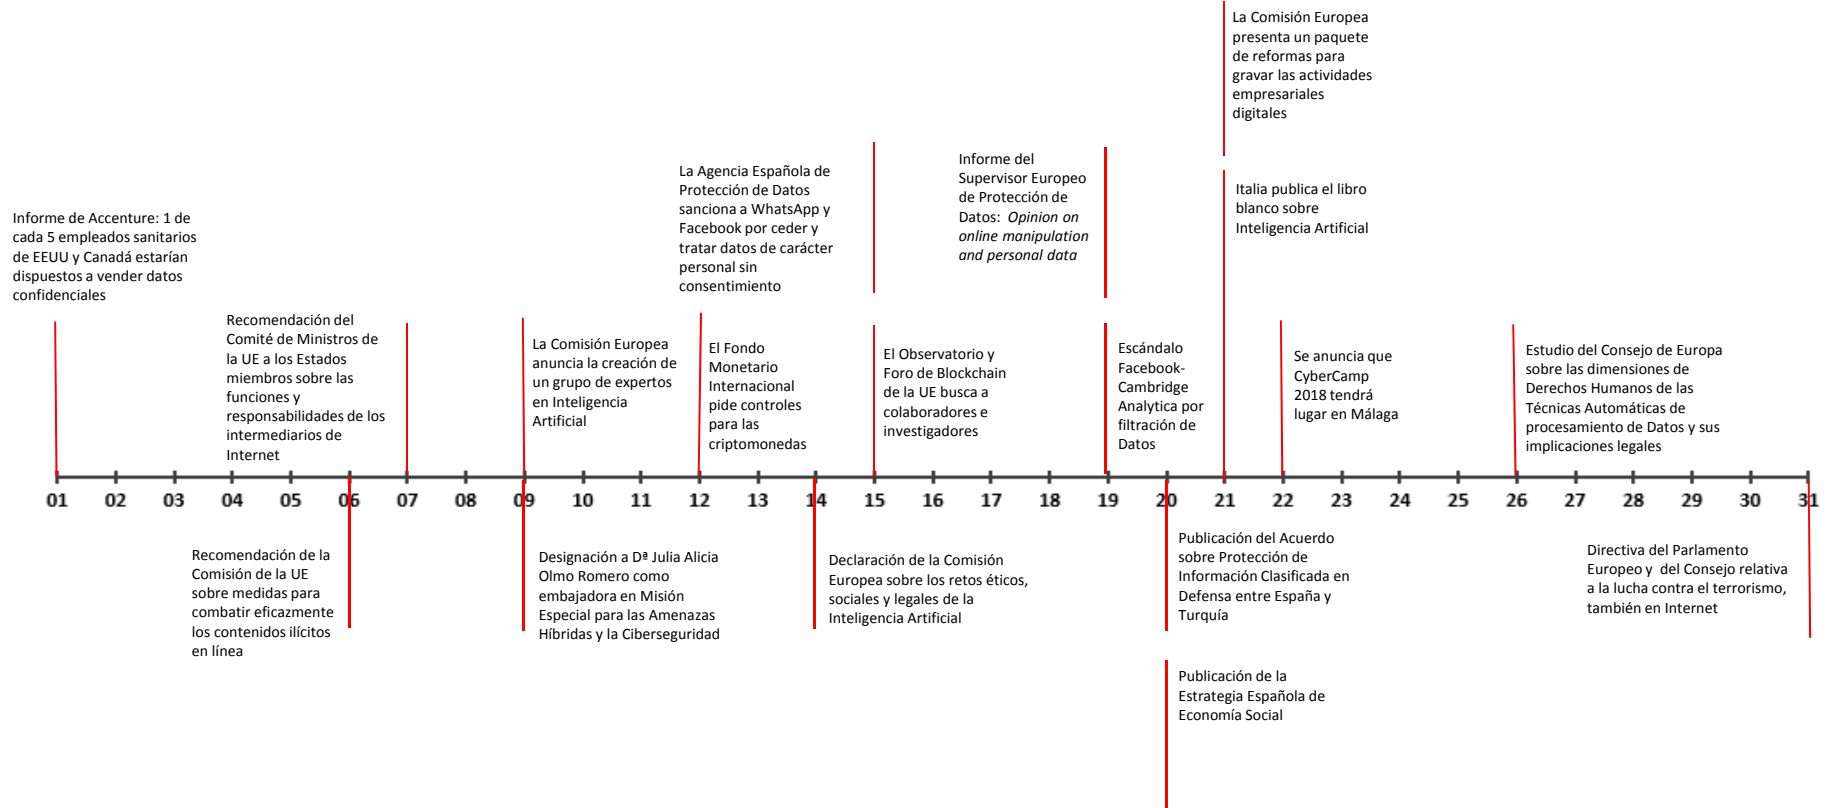 La Comisión Europea
presenta un paquete
de reformas para
gravar las actividades
empresariales
digitales
Informe de Accenture: 1 de
cada 5 empleados sanitarios
de EEUU y Canadá estarían
dispuestos a vender datos
confidenciales
La Agencia Española de
Protección de Datos
sanciona a WhatsApp y
Facebook por ceder y
tratar datos de carácter
personal sin
consentimiento
Informe del
Supervisor Europeo
de Protección de
Datos: Opinion on
online manipulation
and personal data
Italia publica el libro
blanco sobre
Inteligencia Artificial
Recomendación del
Comité de Ministros de
la UE a los Estados
miembros sobre las
funciones y
responsabilidades de los
intermediarios de
Internet
La Comisión Europea
anuncia la creación de
un grupo de expertos
en Inteligencia
Artificial
El Fondo
Monetario
Internacional
pide controles
para las
criptomonedas
El Observatorio y
Foro de Blockchain
de la UE busca a
colaboradores e
investigadores
Escándalo
Facebook-
Cambridge
Analytica por
filtración de
Datos
Se anuncia que
CyberCamp
2018 tendrá
lugar en Málaga
Estudio del Consejo de Europa
sobre las dimensiones de
Derechos Humanos de las
Técnicas Automáticas de
procesamiento de Datos y sus
implicaciones legales
01 02 03 04 05 06 07 08 09 10 11 12 13 14 15 16 17 18 19 20 21 22 23 24 25 26 27 28 29 30 31
Recomendación de la
Comisión de la UE
sobre medidas para
combatir eficazmente
los contenidos ilícitos
en línea
Designación a Dª Julia Alicia
Olmo Romero como
embajadora en Misión
Especial para las Amenazas
Híbridas y la Ciberseguridad
Declaración de la Comisión
Europea sobre los retos éticos,
sociales y legales de la
Inteligencia Artificial
Publicación del Acuerdo
sobre Protección de
Información Clasificada en
Defensa entre España y
Turquía
Directiva del Parlamento
Europeo y del Consejo relativa
a la lucha contra el terrorismo,
también en Internet
Publicación de la
Estrategia Española de
Economía Social